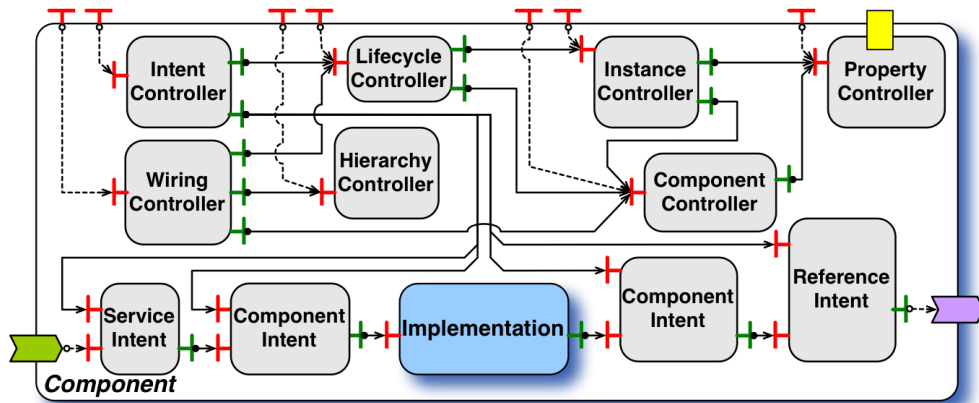 Intent
Controller
Lifecycle
Controller
Instance
Controller
Property
Controller
Wiring
Controller
Hierarchy
Controller
Component
Controller
Service
Intent
Component
Intent
Implementation
Component
Intent
Reference
Intent
Component